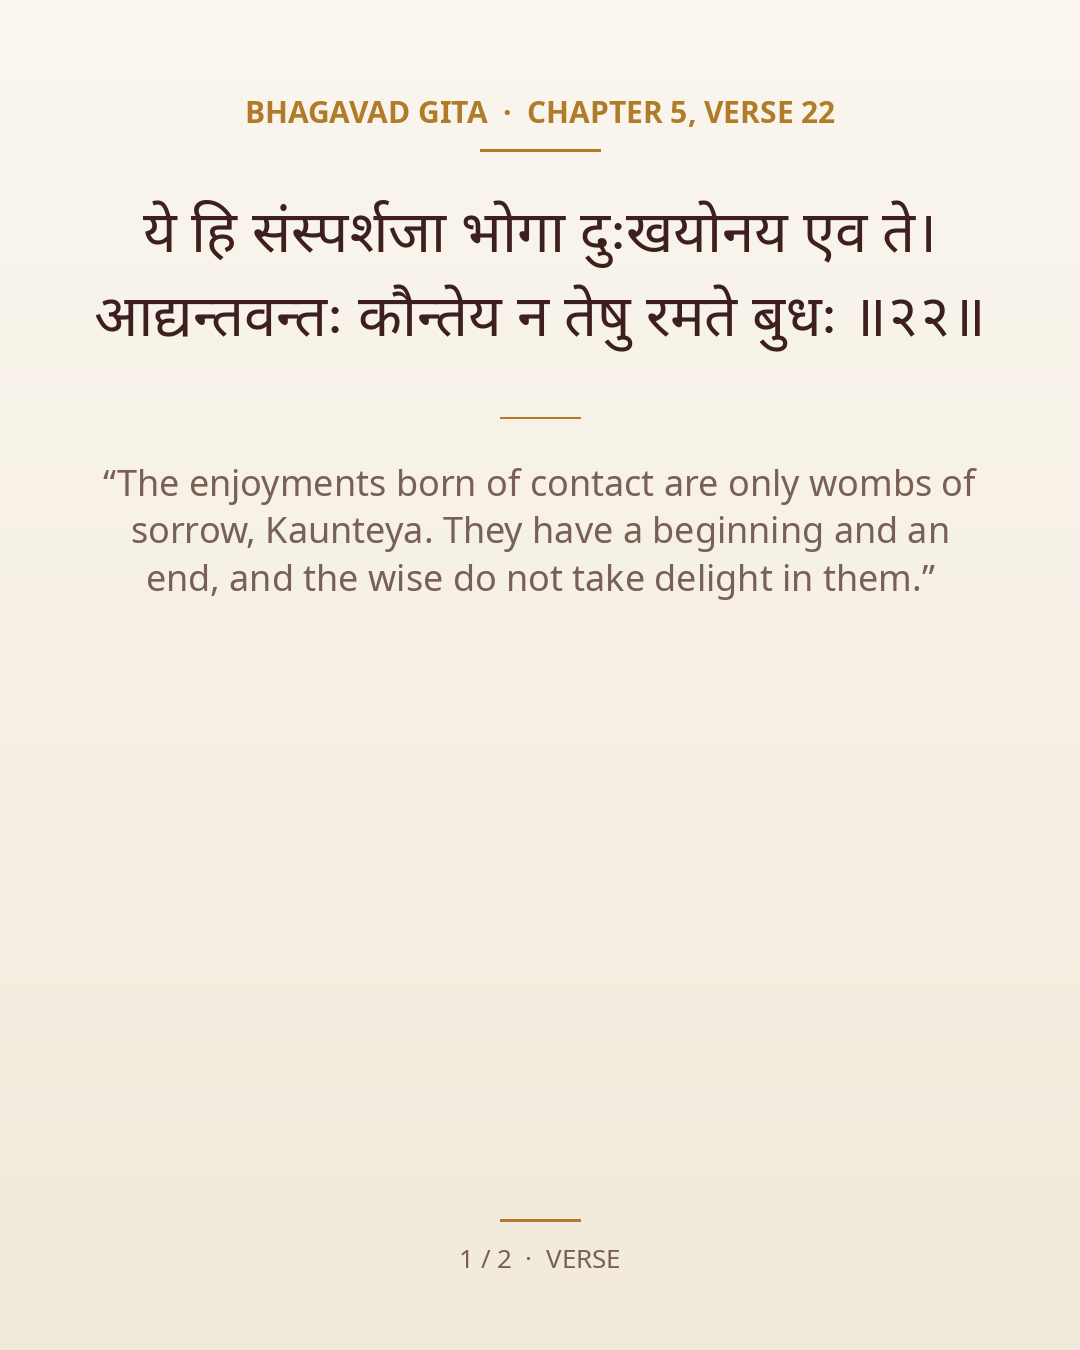 BHAGAVAD GITA · CHAPTER 5, VERSE 22
ये हि संस्पर्शजा भोगा दुःखयोनय एव ते।
आद्यन्तवन्तः कौन्तेय न तेषु रमते बुधः ॥२२॥
“The enjoyments born of contact are only wombs of
sorrow, Kaunteya. They have a beginning and an
end, and the wise do not take delight in them.”
1 / 2 · VERSE